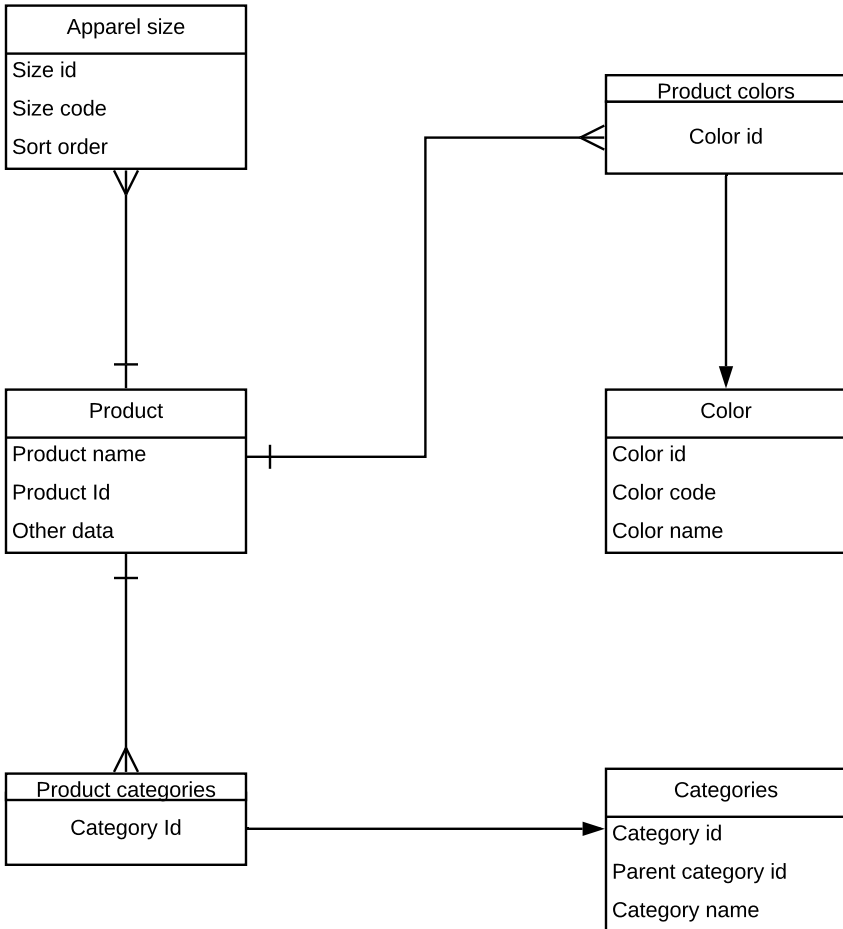 Apparel size
Size id
Size code
Sort order
Product colors
Color id
Product
Product name
Product Id
Other data
Color
Color id
Color code
Color name
Product categories
Category Id
Categories
Category id
Parent category id
Category name